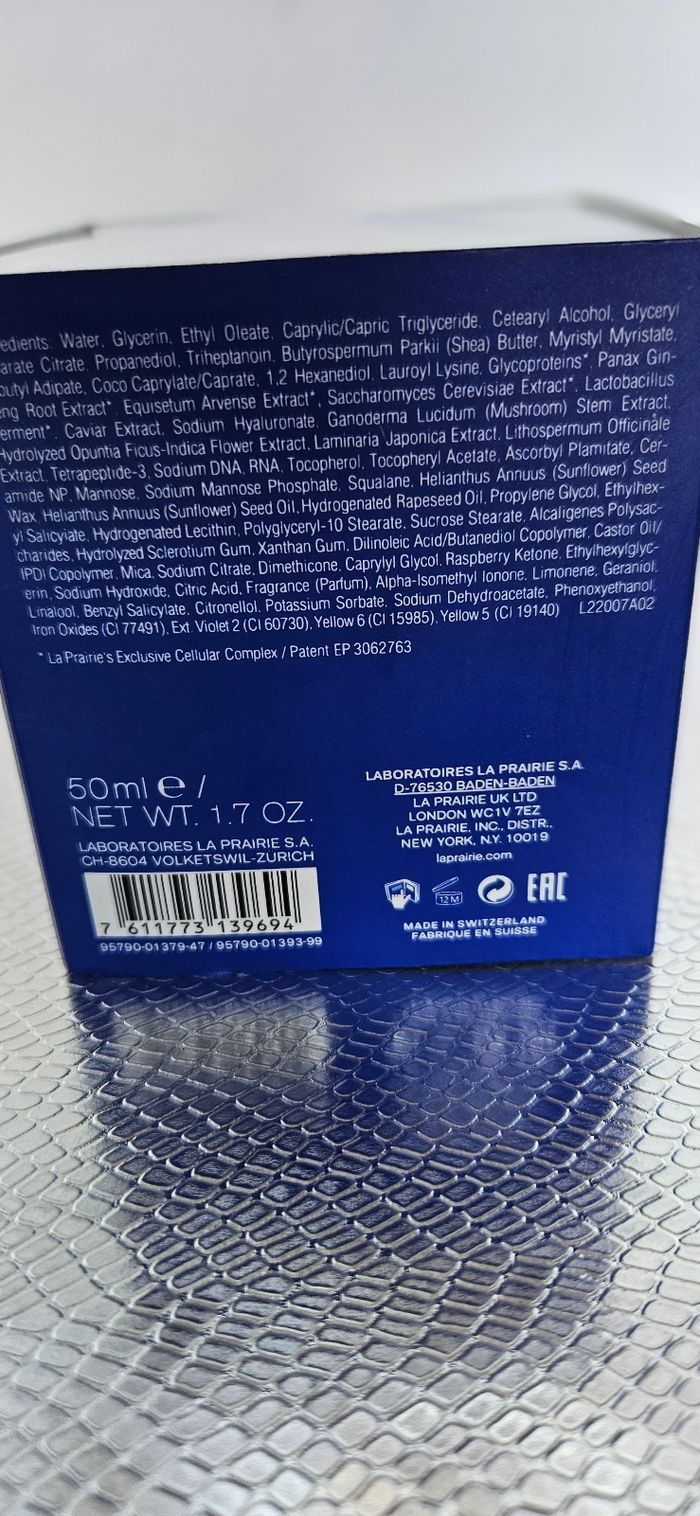 edients: Water, Glycerin, Ethyl Oleate, Caprylic/Capric Triglyceride, Cetearyl Alcohol, Glyceryl
arate Citrate, Propanediol, Triheptanoin, Butyrospermum Parkii (Shea) Butter, Myristyl Myristate,
outyl Adipate, Coco Caprylate/Caprate, 1,2 Hexanediol, Lauroyl Lysine, Glycoproteins*, Panax Gin-
eng Root Extract*, Equisetum Arvense Extract*, Saccharomyces Cerevisiae Extract*, Lactobacillus
erment*, Caviar Extract, Sodium Hyaluronate, Ganoderma Lucidum (Mushroom) Stem Extract,
Hydrolyzed Opuntia Ficus-Indica Flower Extract, Laminaria Japonica Extract, Lithospermum Officinale
Extract, Tetrapeptide-3, Sodium DNA, RNA, Tocopherol, Tocopheryl Acetate, Ascorbyl Plamitate, Cer-
amide NP, Mannose, Sodium Mannose Phosphate, Squalane, Helianthus Annuus (Sunflower) Seed
Wax, Helianthus Annuus (Sunflower) Seed Oil, Hydrogenated Rapeseed Oil, Propylene Glycol, Ethylhex-
yl Salicylate, Hydrogenated Lecithin, Polyglyceryl-10 Stearate, Sucrose Stearate, Alcaligenes Polysac-
charides, Hydrolyzed Sclerotium Gum, Xanthan Gum, Dilinoleic Acid/Butanediol Copolymer, Castor Oil/
IPDI Copolymer, Mica, Sodium Citrate, Dimethicone, Caprylyl Glycol, Raspberry Ketone, Ethylhexylglyc-
erin, Sodium Hydroxide, Citric Acid, Fragrance (Parfum), Alpha-Isomethyl Ionone, Limonene, Geraniol,
Linalool, Benzyl Salicylate, Citronellol, Potassium Sorbate, Sodium Dehydroacetate, Phenoxyethanol,
Iron Oxides (CI 77491), Ext. Violet 2 (CI 60730), Yellow 6 (CI 15985), Yellow 5 (CI 19140) L22007A02
* La Prairie's Exclusive Cellular Complex / Patent EP 3062763
50ml e /
NET WT. 1.7 OZ.
LABORATOIRES LA PRAIRIE S.A.
CH-8604 VOLKETSWIL-ZÜRICH
7 611773 139694
95790-01379-47 / 95790-01393-99
LABORATOIRES LA PRAIRIE S.A.
D-76530 BADEN-BADEN
LA PRAIRIE UK LTD
LONDON WC1V 7EZ
LA PRAIRIE, INC., DISTR.,
NEW YORK, N.Y. 10019
laprairie.com
12 M
EAC
MADE IN SWITZERLAND
FABRIQUE EN SUISSE